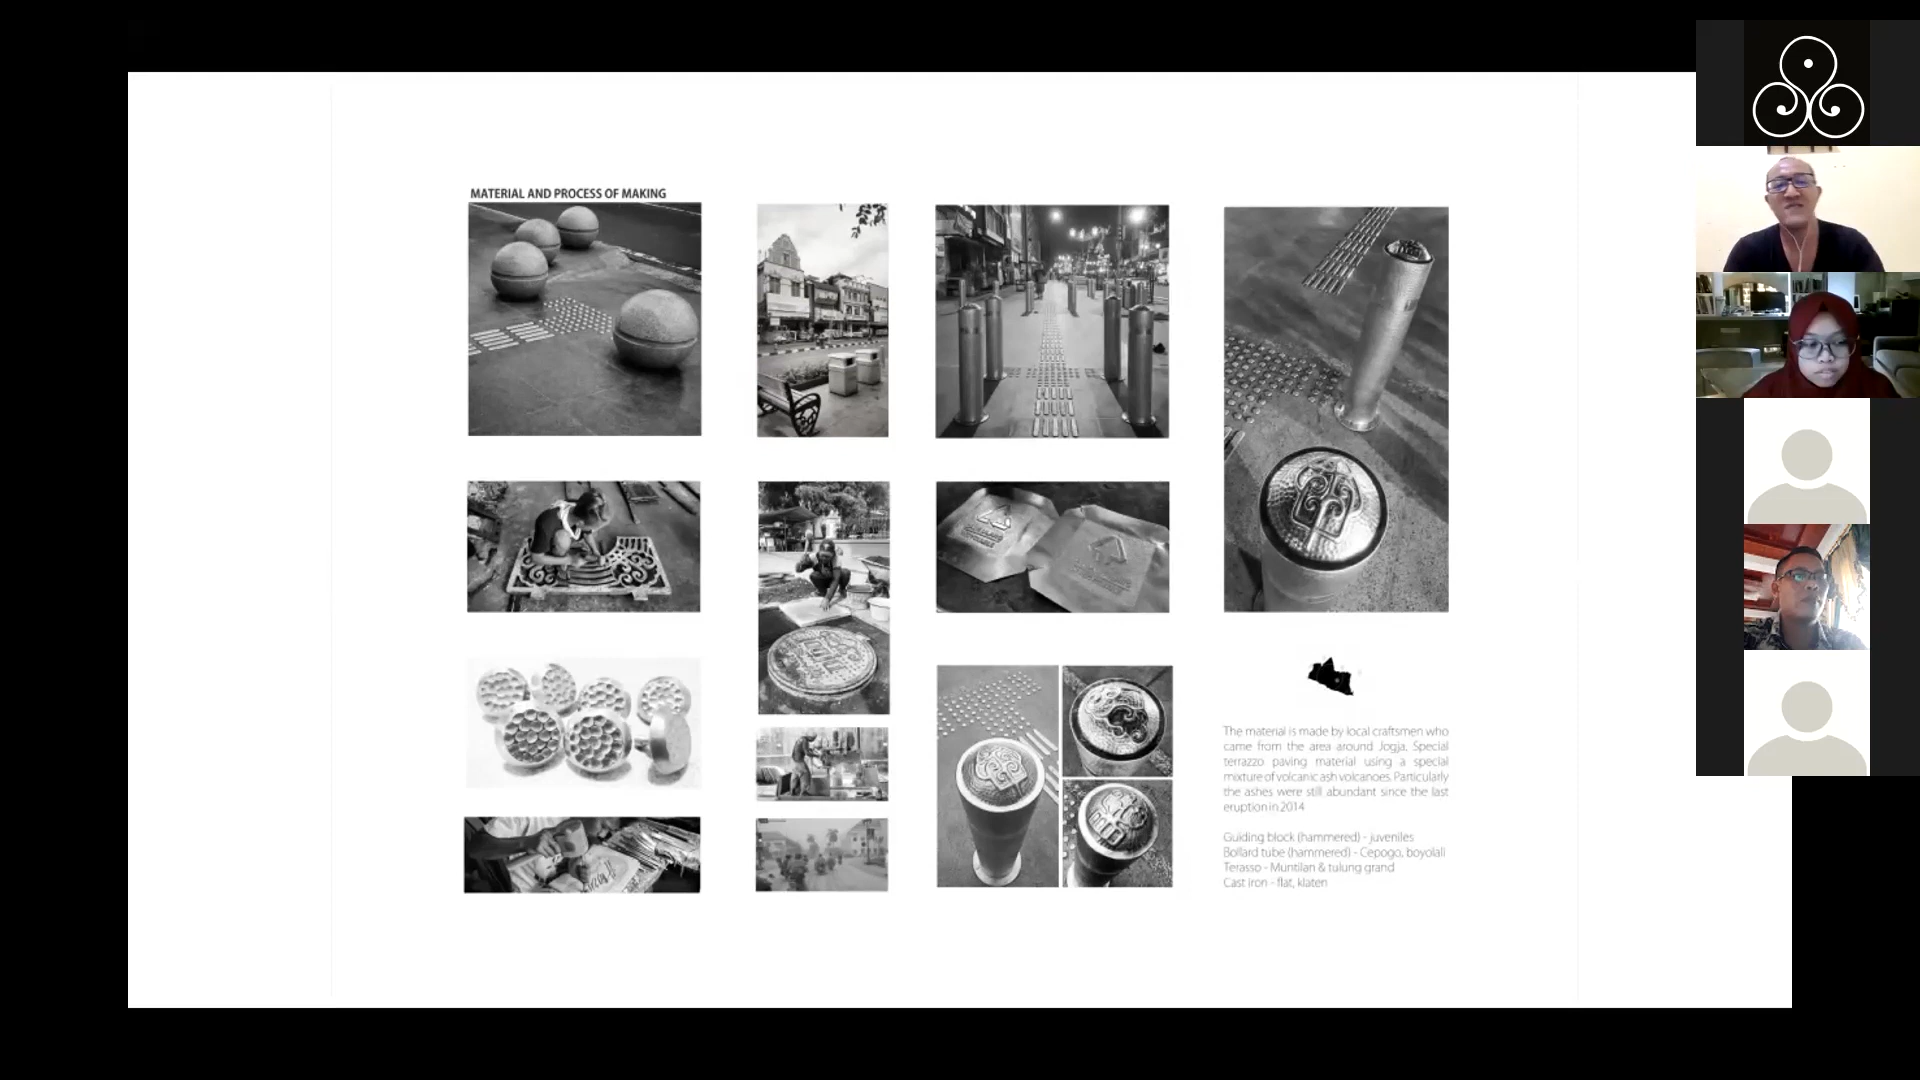 MATERIAL AND PROCESS OF MAKING
The material is made by local craftsmen who
came from the area around Jogja. Special
terrazzo paving material using a special
mixture of volcanic ash volcanoes. Particularly
the ashes were still abundant since the last
eruption in 2014
Guiding block (hammered) - juveniles
Bollard tube (hammered) - Cepogo, boyolali
Terasso - Muntilan & tulung grand
Cast iron - flat, klaten